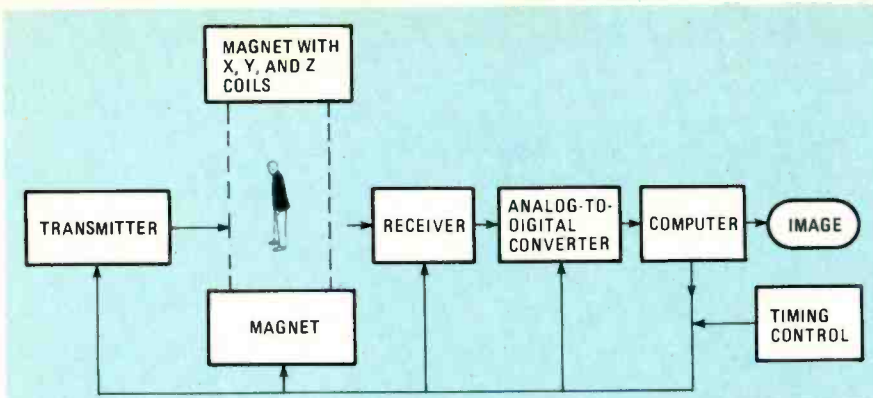 MAGNET WITH
X, Y, AND Z
COILS
TRANSMITTER
RECEIVER
ANALOG-TO-
DIGITAL
CONVERTER
COMPUTER
IMAGE
MAGNET
TIMING
CONTROL